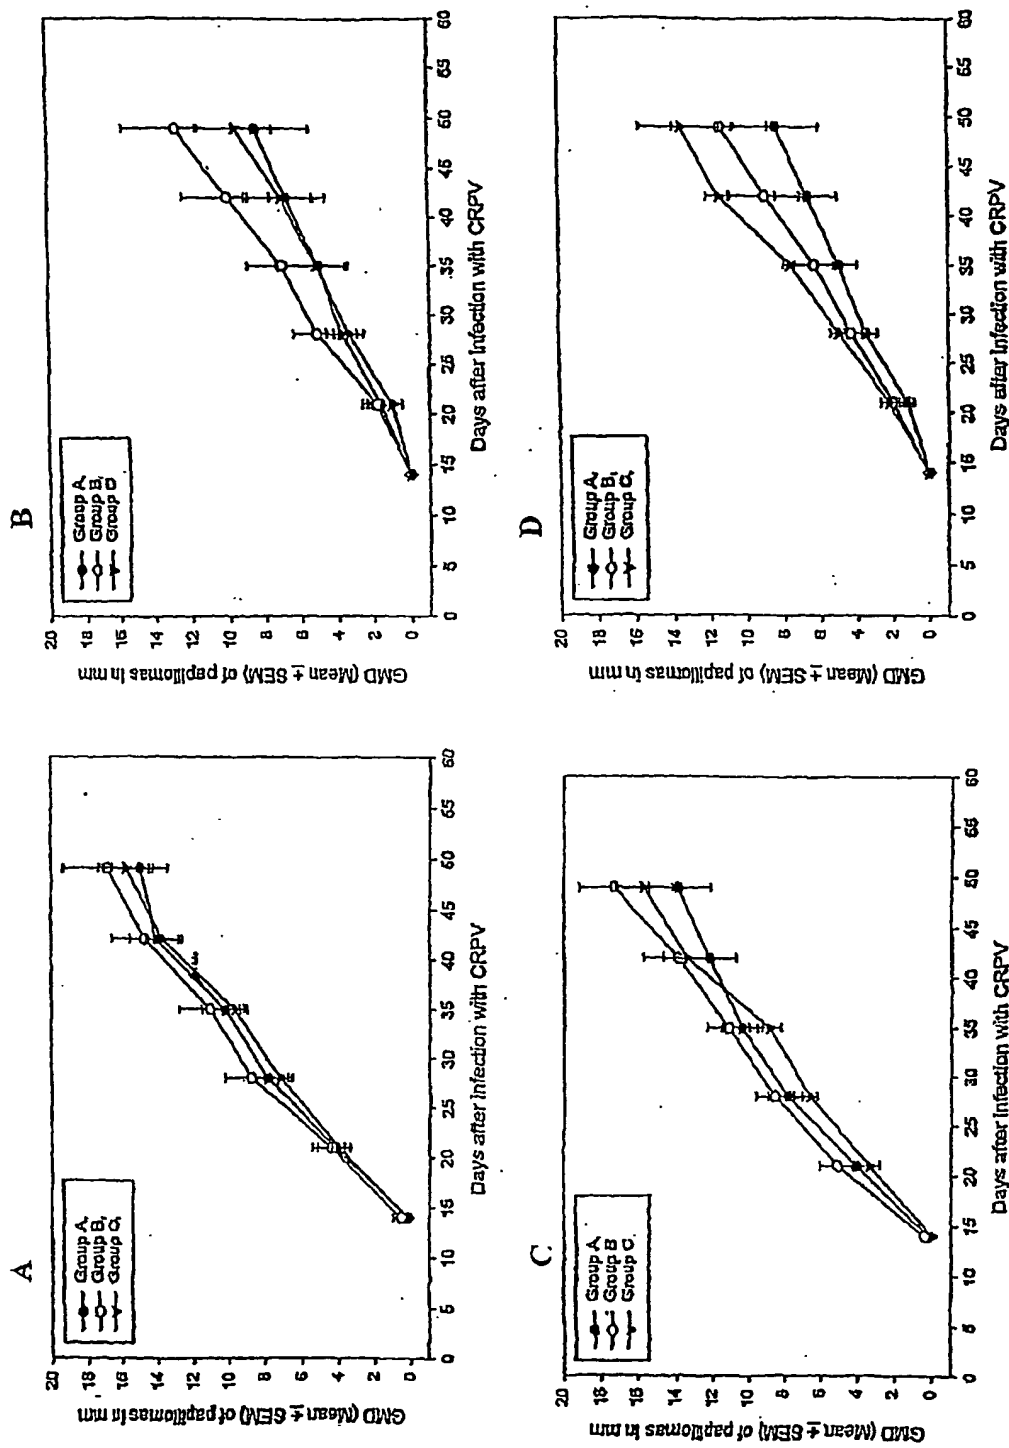 A
GMD (Mean ± SEM) of papillomas in mm
20
18
16
14
12
10
8
6
4
2
0
Group A,
Group B,
Group C,
0 5 10 15 20 25 30 35 40 45 50 55 60
Days after infection with CRPV
B
GMD (Mean ± SEM) of papillomas in mm
20
18
16
14
12
10
8
6
4
2
0
Group A,
Group B,
Group C
0 5 10 15 20 25 30 35 40 45 50 55 60
Days after infection with CRPV
C
GMD (Mean ± SEM) of papillomas in mm
20
18
16
14
12
10
8
6
4
2
0
Group A,
Group B
Group C,
0 5 10 15 20 25 30 35 40 45 50 55 60
Days after infection with CRPV
D
GMD (Mean ± SEM) of papillomas in mm
20
18
16
14
12
10
8
6
4
2
0
Group A,
Group B,
Group C,
0 5 10 15 20 25 30 35 40 45 50 55 60
Days after infection with CRPV